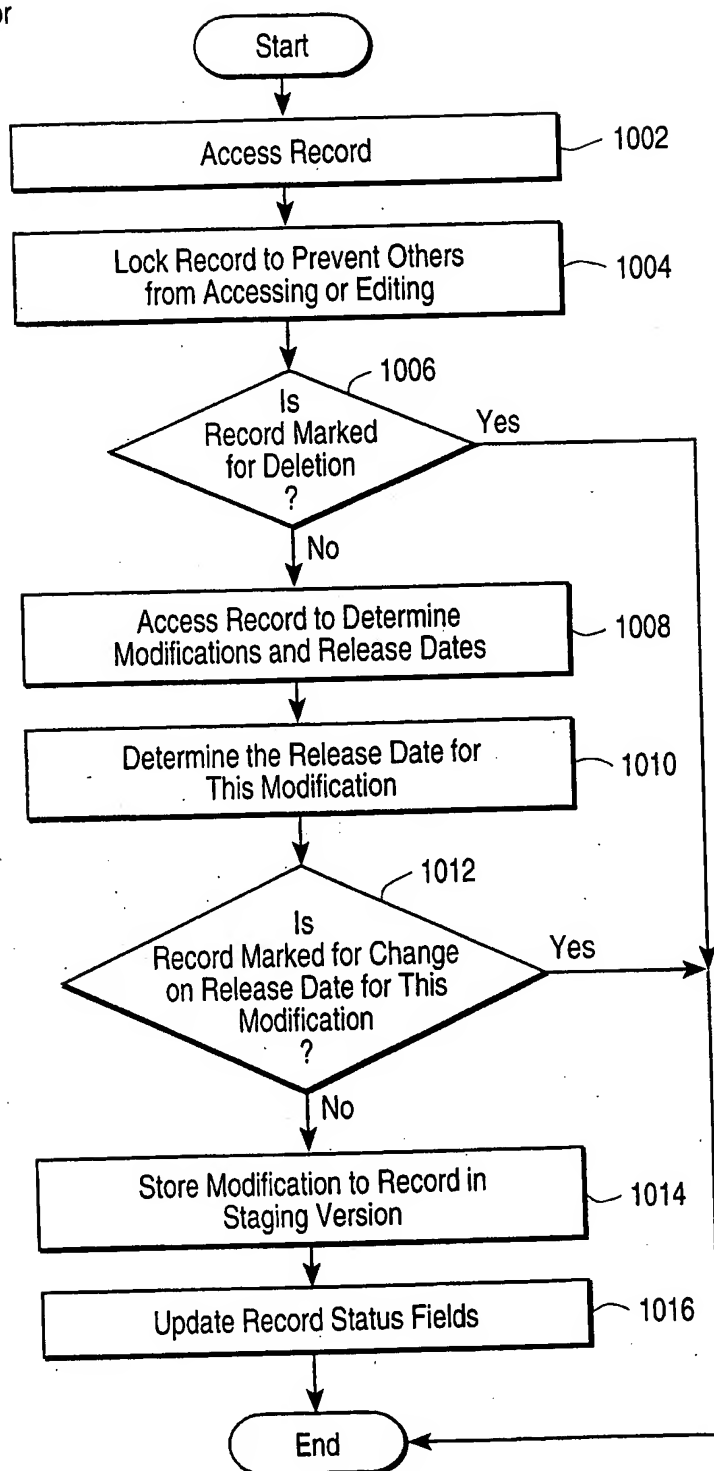 or
Start
Access Record
1002
Lock Record to Prevent Others
from Accessing or Editing
1004
1006
Is
Record Marked
for Deletion
?
Yes
No
Access Record to Determine
Modifications and Release Dates
1008
Determine the Release Date for
This Modification
1010
1012
Is
Record Marked for Change
on Release Date for This
Modification
?
Yes
No
Store Modification to Record in
Staging Version
1014
Update Record Status Fields
1016
End